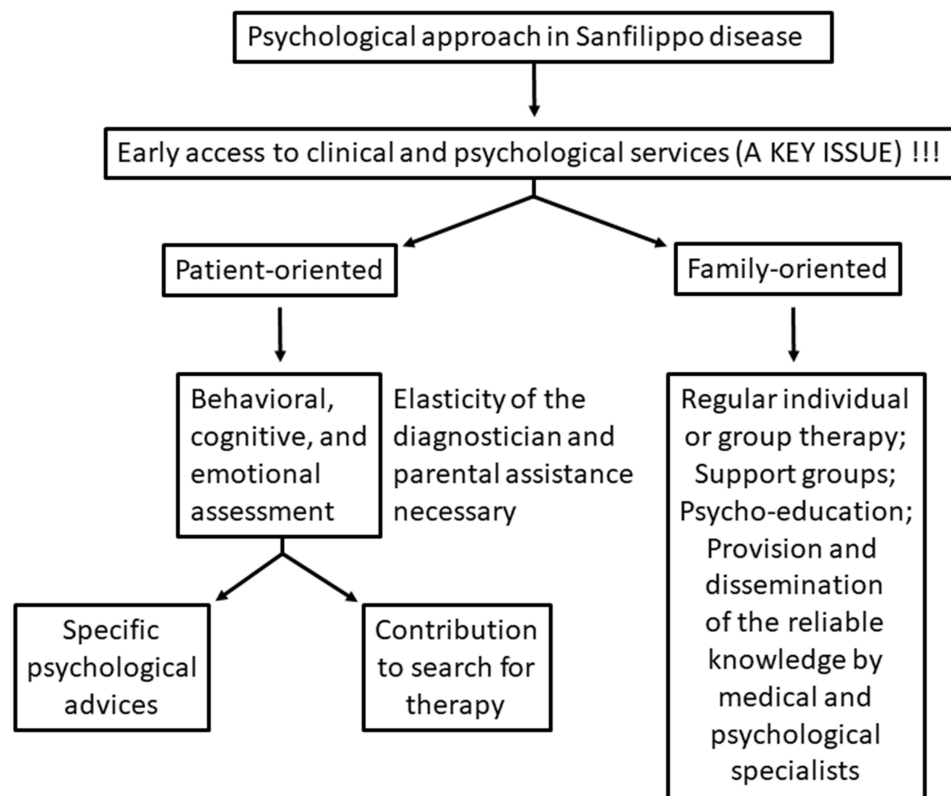 Psychological approach in Sanfilippo disease
Early access to clinical and psychological services (A KEY ISSUE) !!!
Patient-oriented
Family-oriented
Behavioral,
cognitive, and
emotional
assessment
Elasticity of the
diagnostician and
parental assistance
necessary
Regular individual
or group therapy;
Support groups;
Psycho-education;
Provision and
dissemination
of the reliable
knowledge by
medical and
psychological
specialists
Specific
psychological
advices
Contribution
to search for
therapy